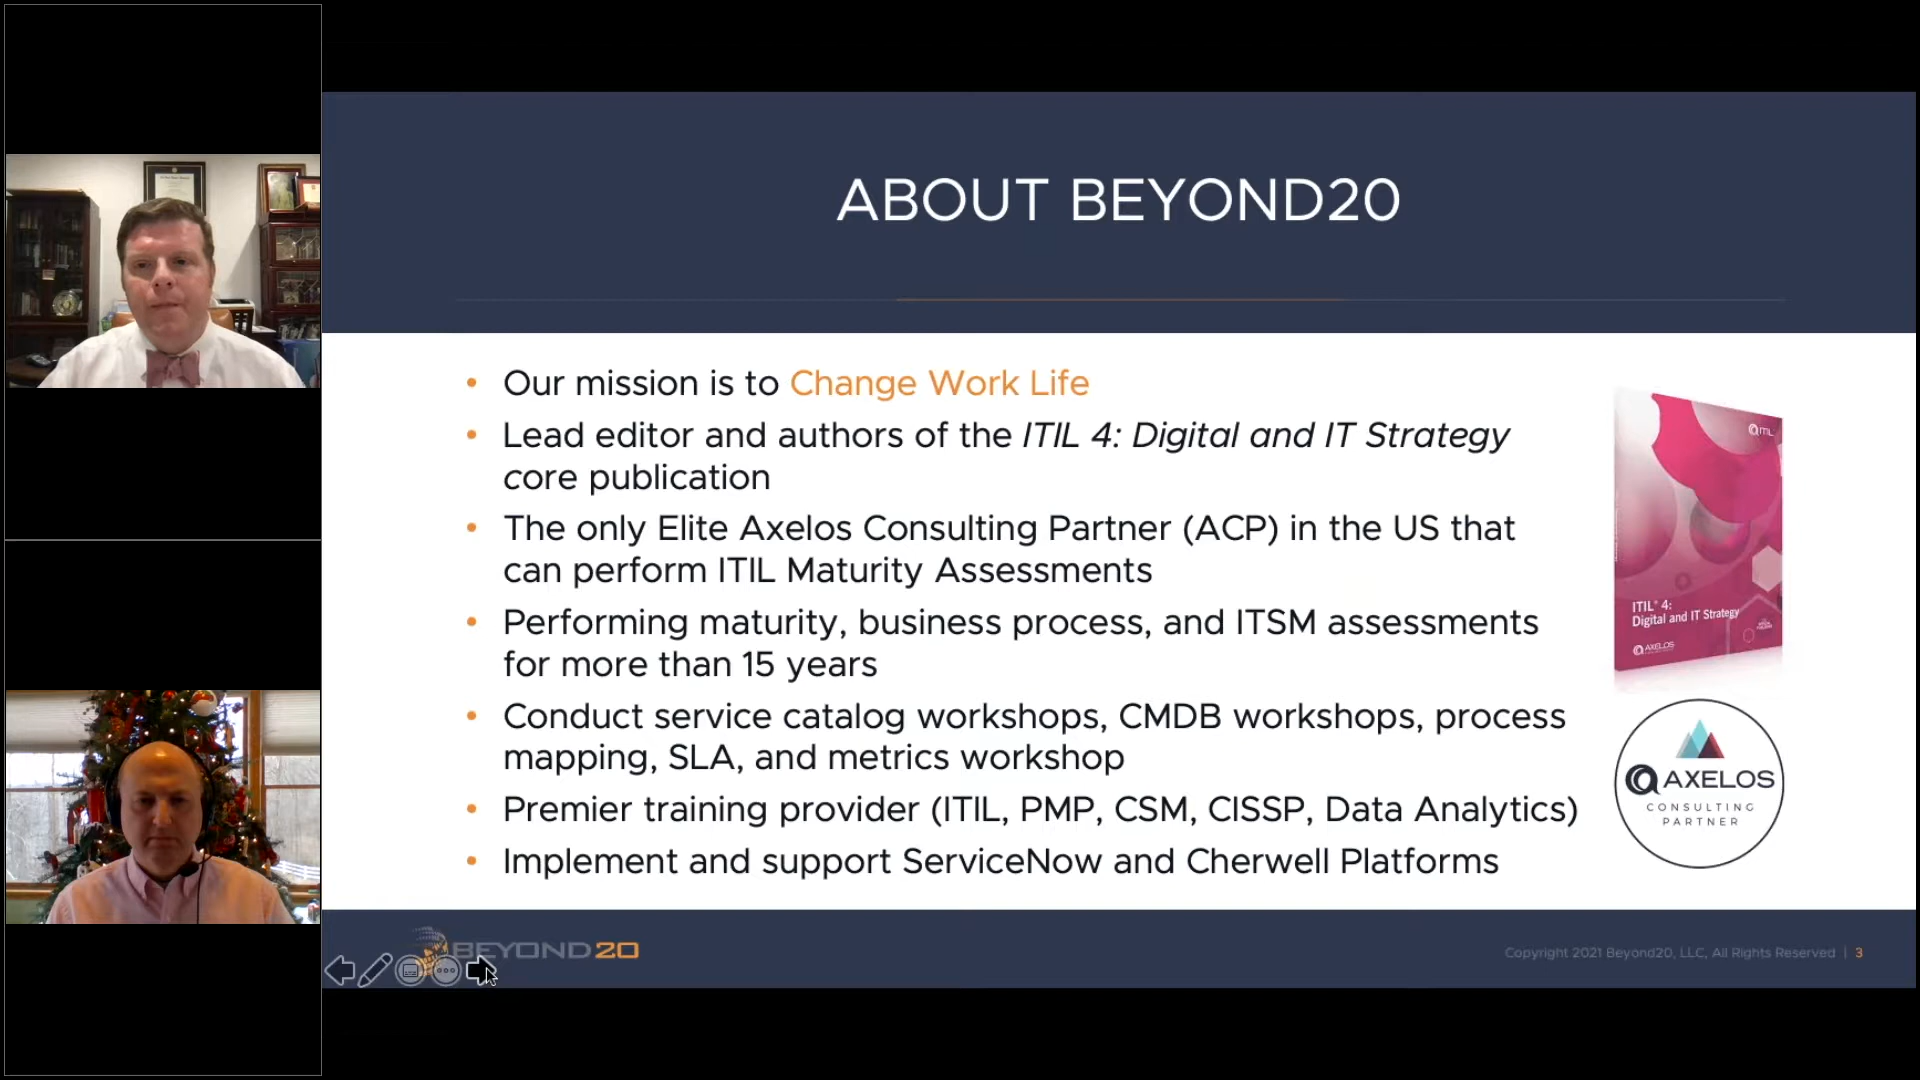 ABOUT BEYOND20
• Our mission is to Change Work Life
• Lead editor and authors of the ITIL 4: Digital and IT Strategy
core publication
• The only Elite Axelos Consulting Partner (ACP) in the US that
can perform ITIL Maturity Assessments
• Performing maturity, business process, and ITSM assessments
for more than 15 years
• Conduct service catalog workshops, CMDB workshops, process
mapping, SLA, and metrics workshop
• Premier training provider (ITIL, PMP, CSM, CISSP, Data Analytics)
• Implement and support ServiceNow and Cherwell Platforms
ITIL
ITIL® 4:
Digital and IT Strategy
AXELOS
AXELOS
CONSULTING
PARTNER
BEYOND20
Copyright 2021 Beyond20, LLC, All Rights Reserved | 3